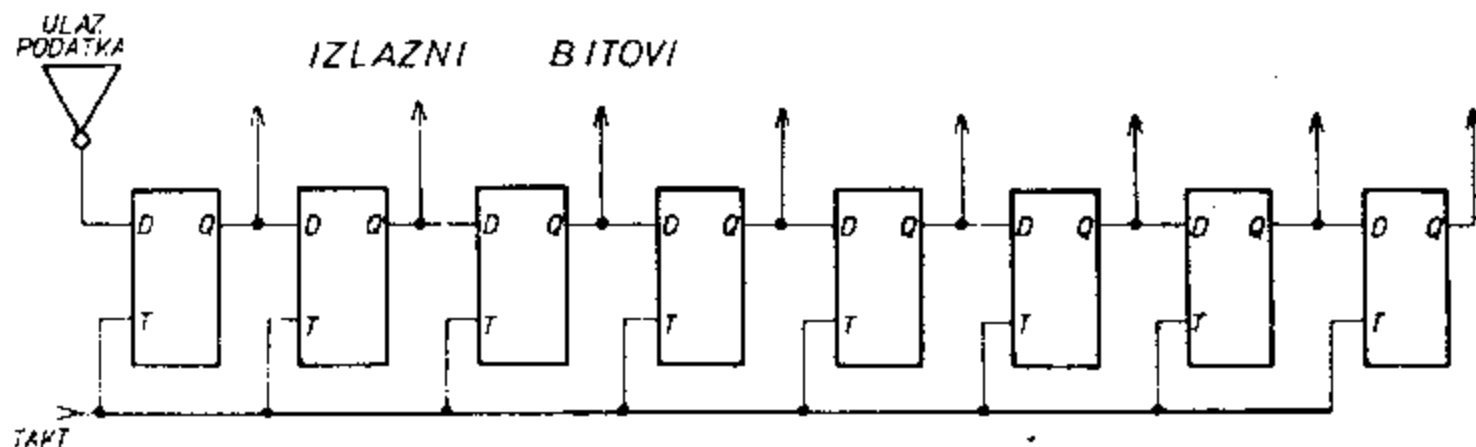 ULAZ
PODATKA
IZLAZNI BITOVI
D Q D Q D Q D Q D Q D Q D Q D Q
T T T T T T T T
TAKT